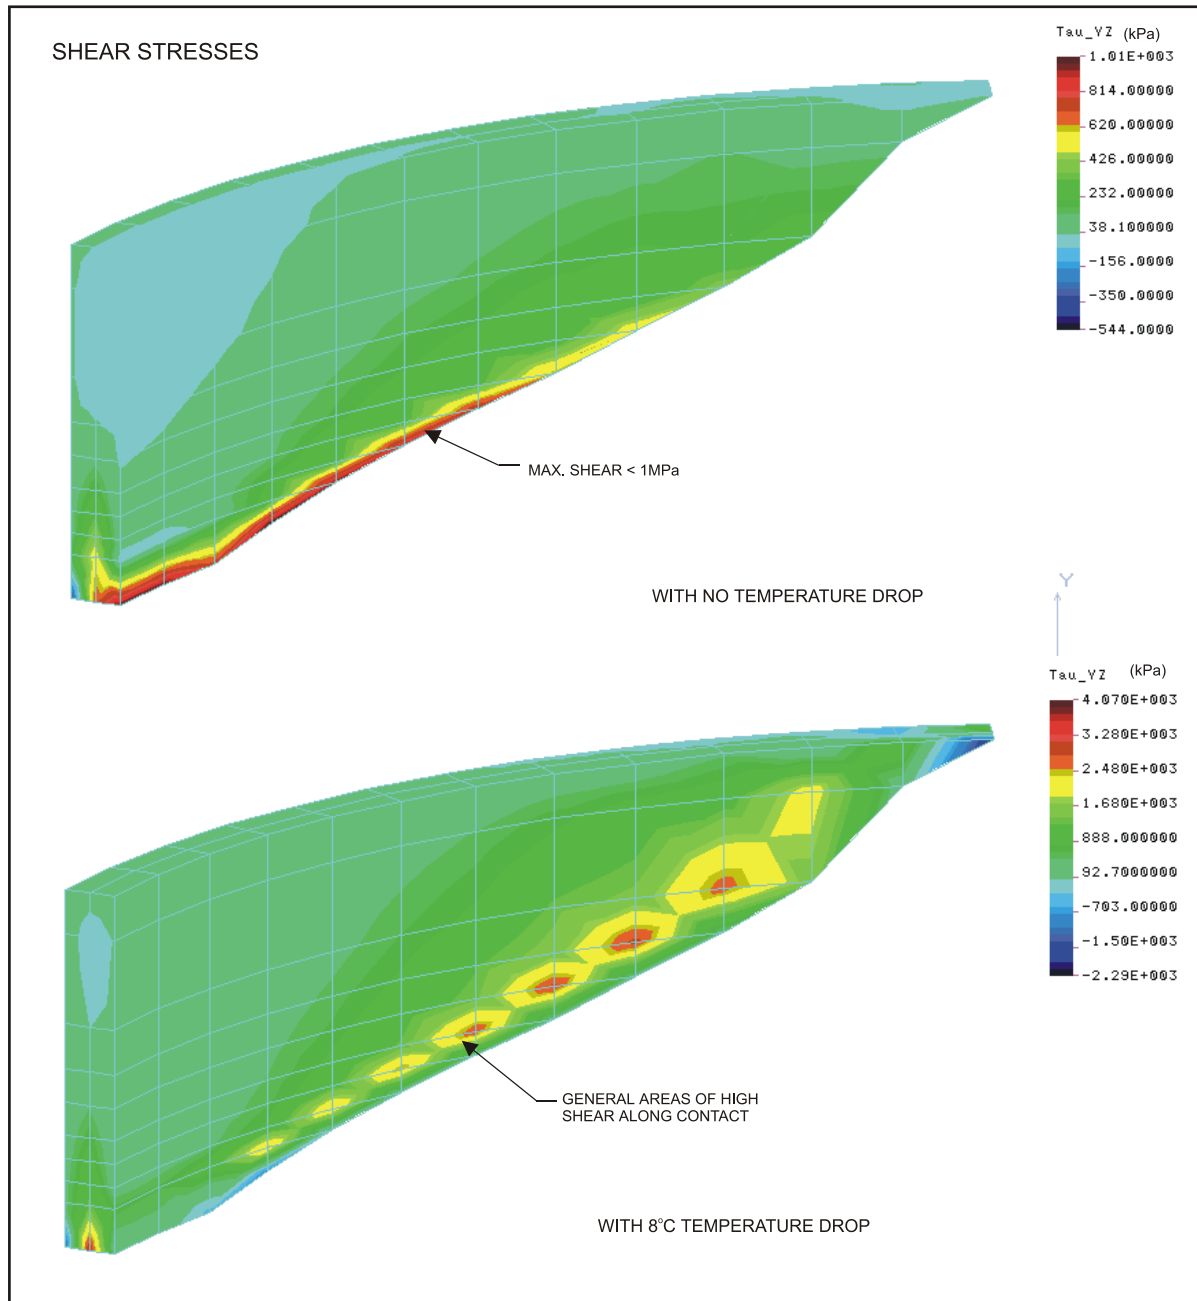 SHEAR STRESSES
Tau_YZ (kPa)
1.01E+003
814.00000
620.00000
426.00000
232.00000
38.100000
-156.0000
-350.0000
-544.0000
MAX. SHEAR < 1MPa
WITH NO TEMPERATURE DROP
Y
Tau_YZ (kPa)
4.070E+003
3.280E+003
2.480E+003
1.680E+003
888.000000
92.7000000
-703.00000
-1.50E+003
-2.29E+003
GENERAL AREAS OF HIGH
SHEAR ALONG CONTACT
WITH 8°C TEMPERATURE DROP